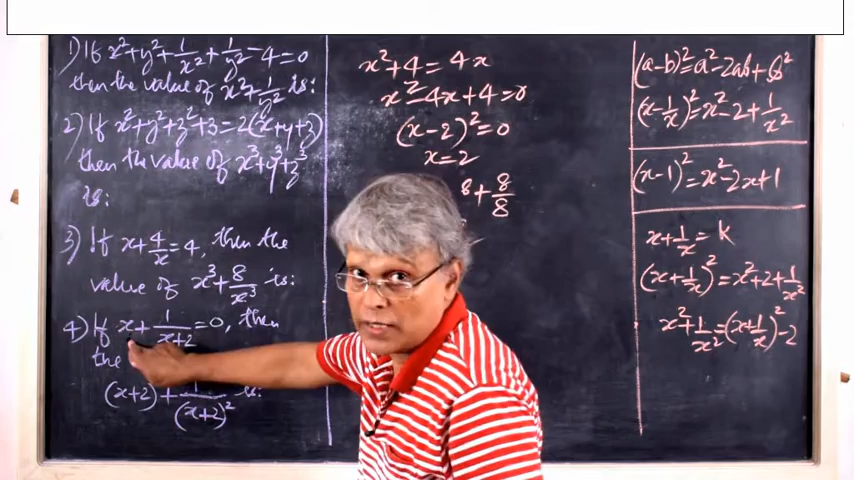 1) If x²+y²+1/x²+1/y²-4=0
then the value of x²+1/y² is:
2) If x²+y²+z²+3=2(x+y+z)
then the value of x³+y³+z³
is:
3) If x+4/x=4, then the
value of x³+8/x³ is:
4) If x+1/(x+2)=0, then
the
(x+2)+1/(x+2)² is:
x²+4=4x
x²-4x+4=0
(x-2)²=0
x=2
8+8/8
(a-b)²=a²-2ab+b²
(x-1/x)²=x²-2+1/x²
(x-1)²=x²-2x+1
x+1/x=K
(x+1/x)²=x²+2+1/x²
x²+1/x²=(x+1/x)²-2